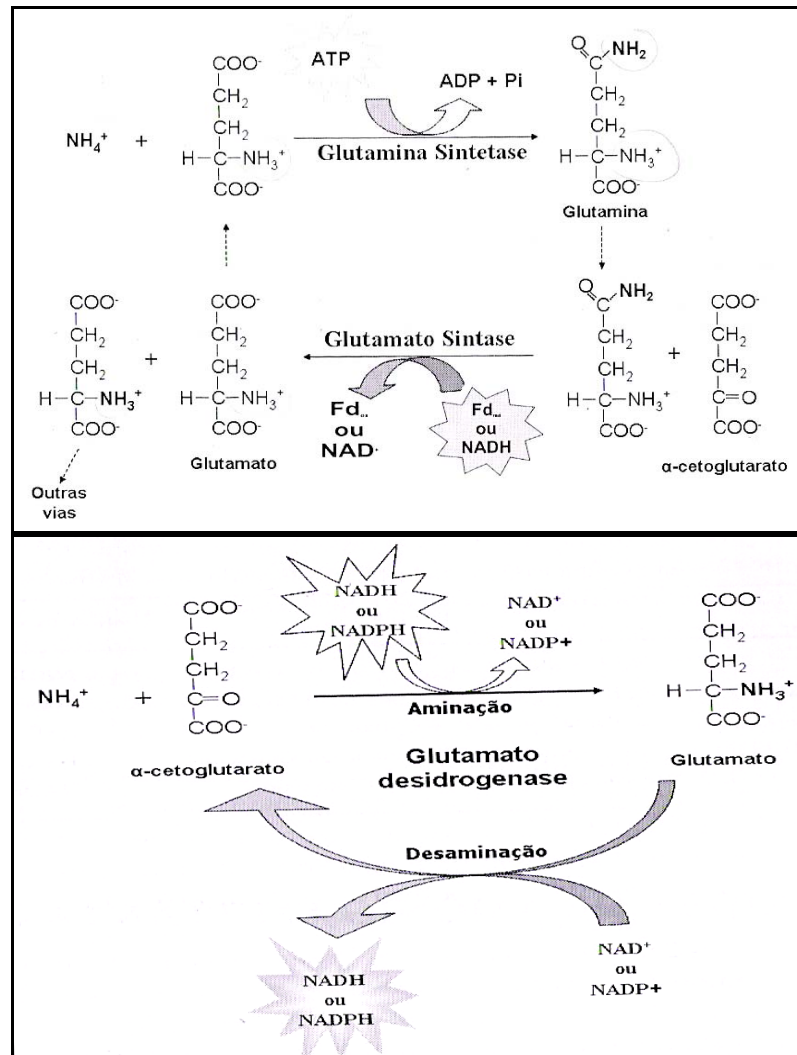 COO⁻
CH₂
CH₂
H–C–NH₃⁺
COO⁻
NH₄⁺ +
ATP
ADP + Pi
Glutamina Sintetase
O NH₂
C
CH₂
CH₂
H–C–NH₃⁺
COO⁻
Glutamina
COO⁻
CH₂
CH₂
H–C–NH₃⁺
COO⁻
Outras
vias
+
COO⁻
CH₂
CH₂
H–C–NH₃⁺
COO⁻
Glutamato
Glutamato Sintase
Fd
ou
NAD
Fd
ou
NADH
O NH₂
C
CH₂
CH₂
H–C–NH₃⁺
COO⁻
+
COO⁻
CH₂
CH₂
C=O
COO⁻
α-cetoglutarato
NH₄⁺ +
COO⁻
CH₂
CH₂
C=O
COO⁻
α-cetoglutarato
NADH
ou
NADPH
NAD⁺
ou
NADP+
Aminação
Glutamato
desidrogenase
COO⁻
CH₂
CH₂
H–C–NH₃⁺
COO⁻
Glutamato
Desaminação
NADH
ou
NADPH
NAD⁺
ou
NADP+